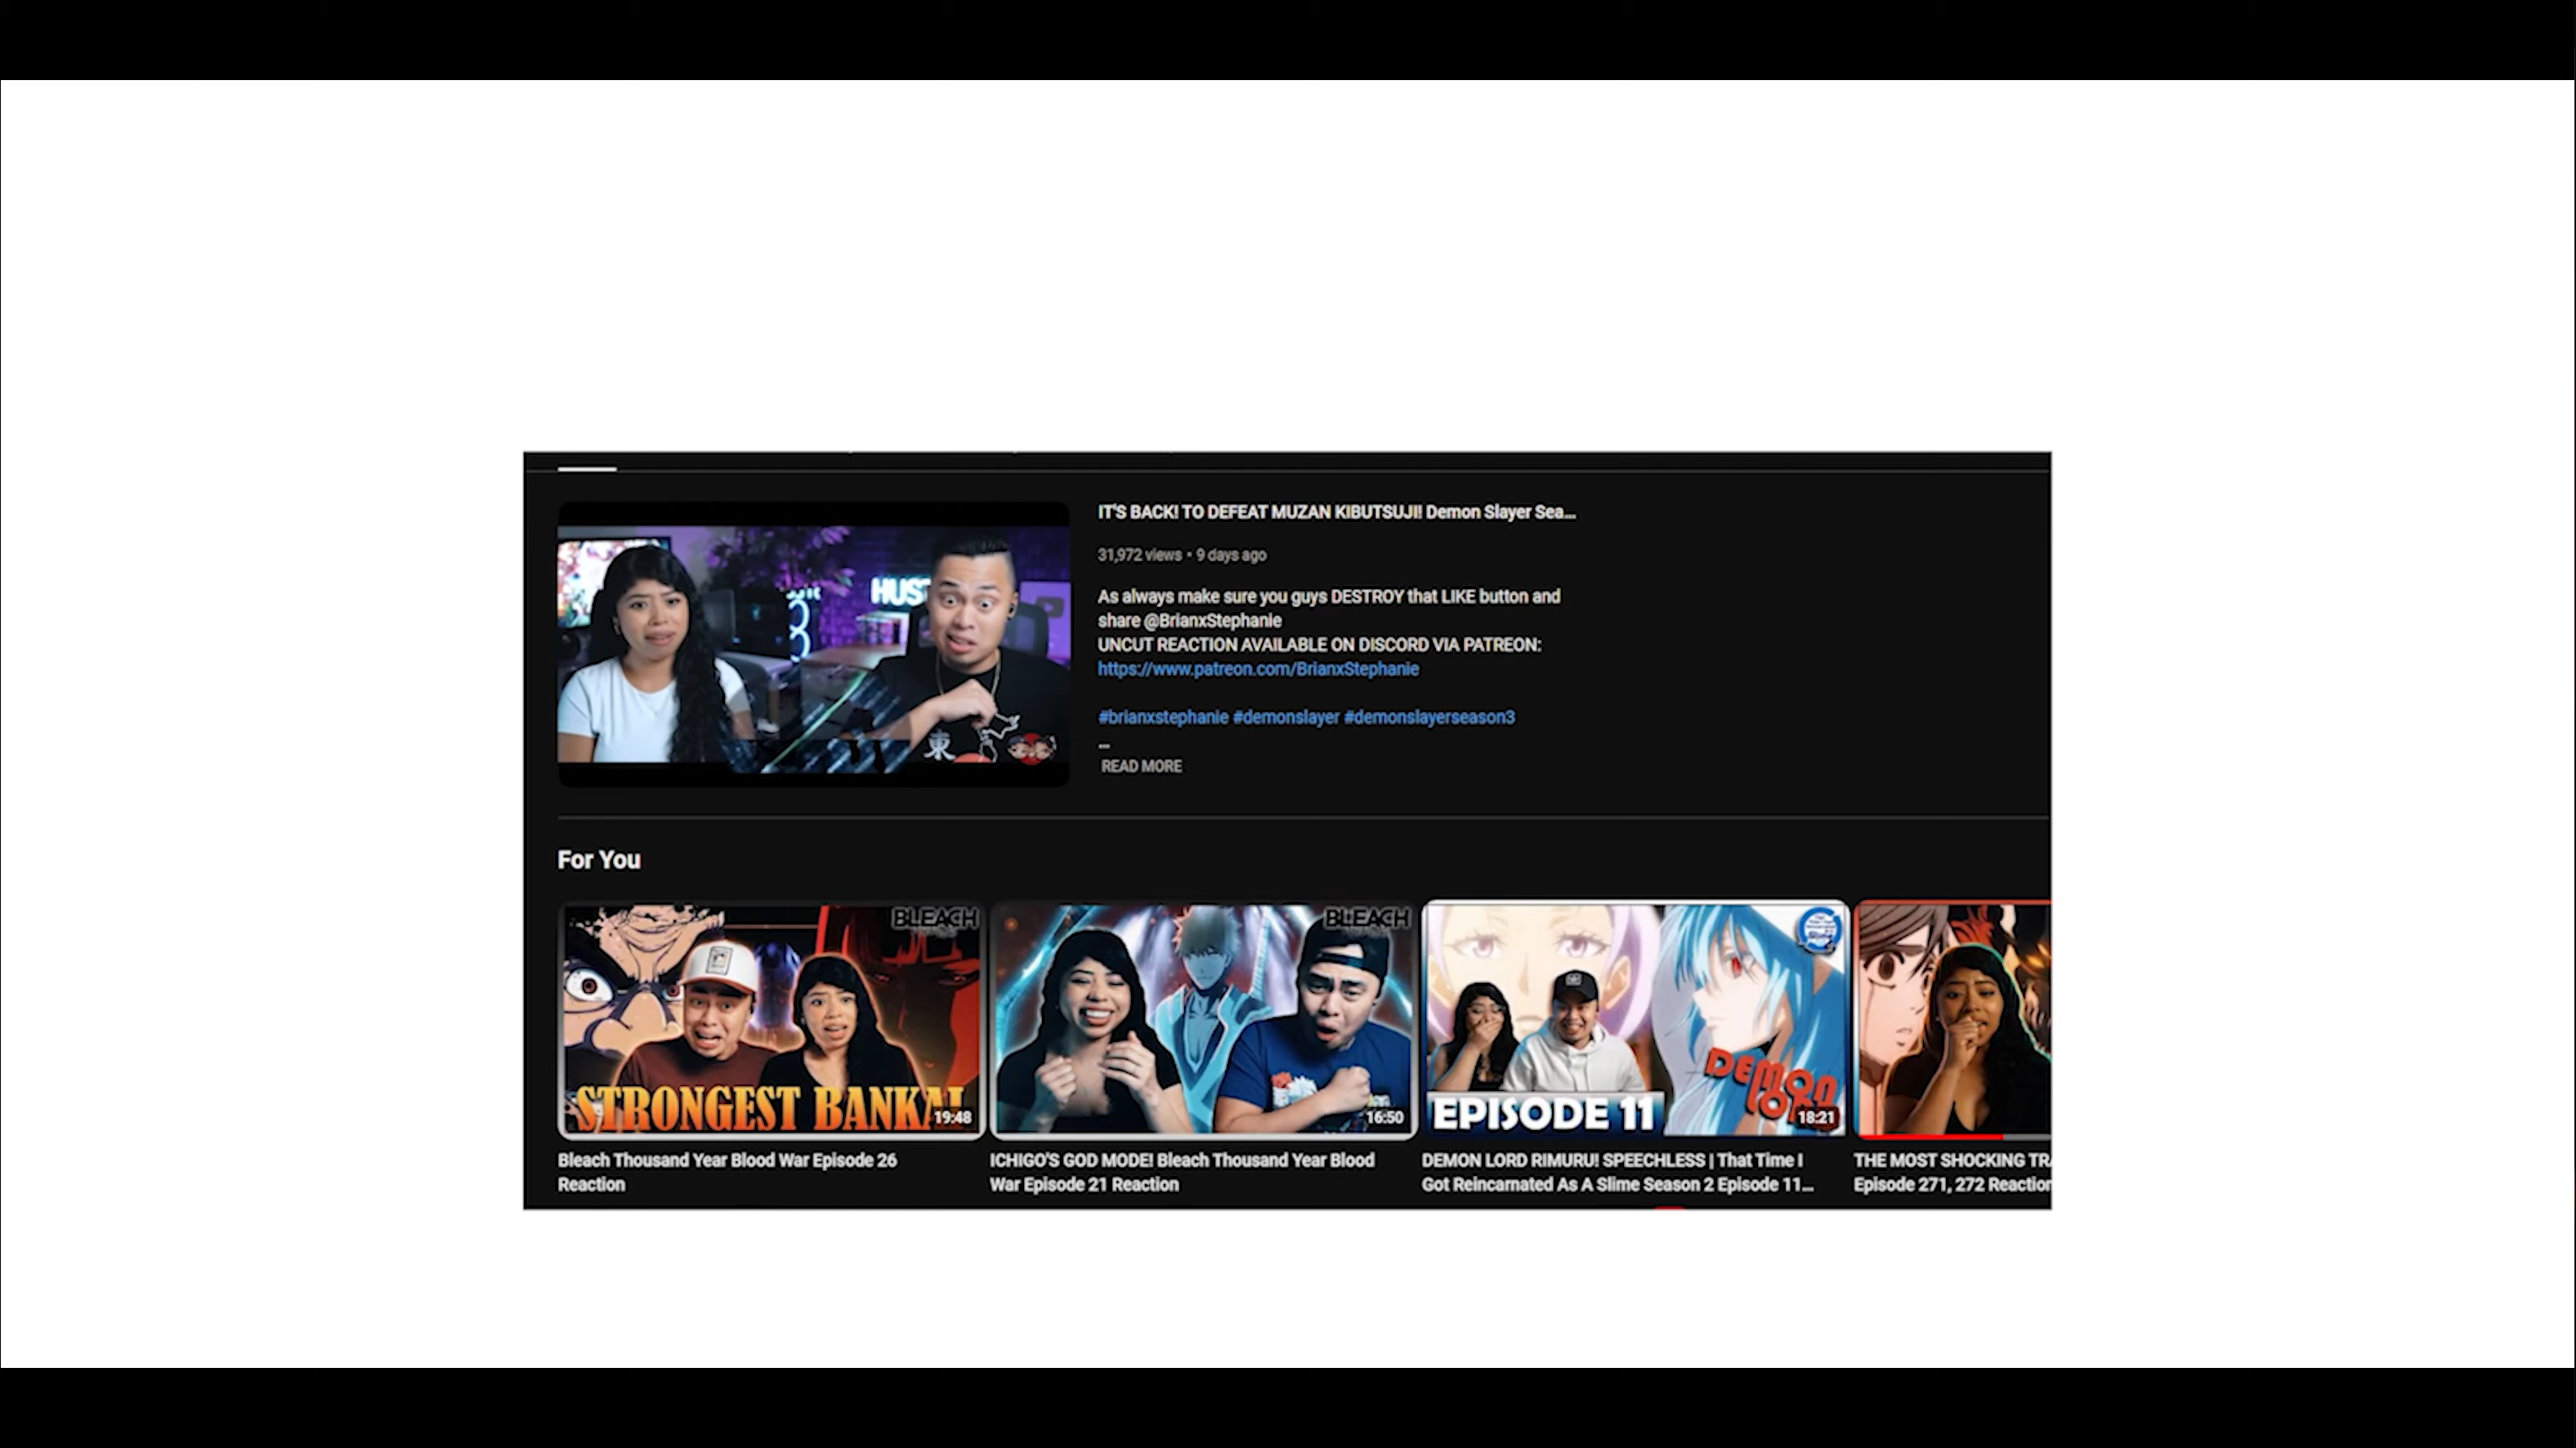 IT'S BACK! TO DEFEAT MUZAN KIBUTSUJI! Demon Slayer Sea...
31,972 views • 9 days ago
As always make sure you guys DESTROY that LIKE button and
share @BrianxStephanie
UNCUT REACTION AVAILABLE ON DISCORD VIA PATREON:
https://www.patreon.com/BrianxStephanie
#brianxstephanie #demonslayer #demonslayerseason3
...
READ MORE
HUST
東
For You
BLEACH
STRONGEST BANKAI
19:48
Bleach Thousand Year Blood War Episode 26
Reaction
BLEACH
16:50
ICHIGO'S GOD MODE! Bleach Thousand Year Blood
War Episode 21 Reaction
EPISODE 11
DEMON
LORD
18:21
DEMON LORD RIMURU! SPEECHLESS | That Time I
Got Reincarnated As A Slime Season 2 Episode 11...
THE MOST SHOCKING TRA
Episode 271, 272 Reaction